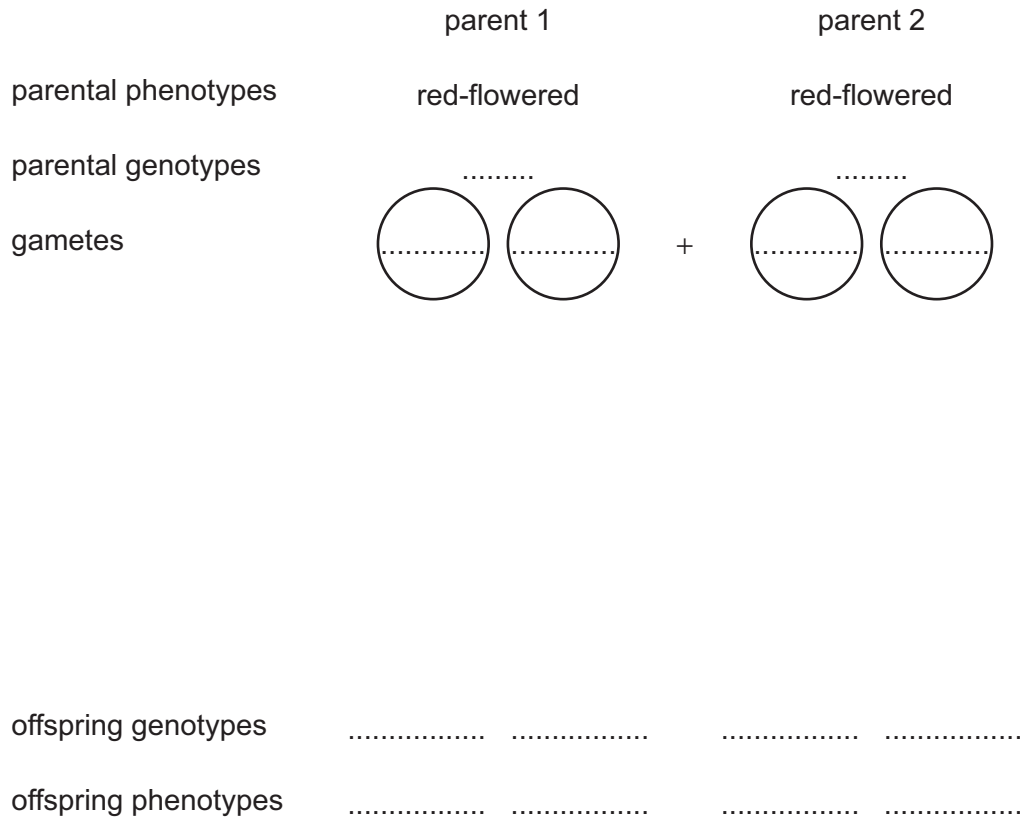 parent 1 parent 2
parental phenotypes red-flowered red-flowered
parental genotypes ......... .........
gametes ............. ............. + ............. .............
offspring genotypes ................. ................. ................. .................
offspring phenotypes ................. ................. ................. .................